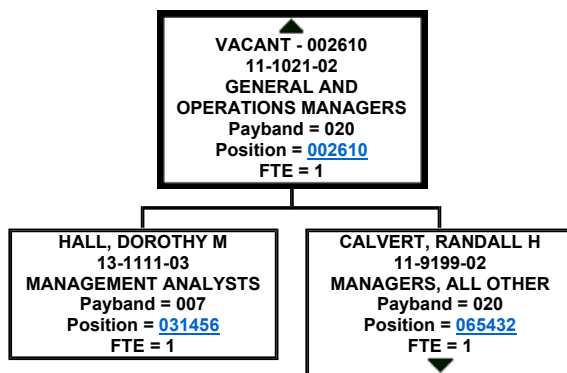 VACANT - 002610
11-1021-02
GENERAL AND
OPERATIONS MANAGERS
Payband = 020
Position = 002610
FTE = 1
HALL, DOROTHY M
13-1111-03
MANAGEMENT ANALYSTS
Payband = 007
Position = 031456
FTE = 1
CALVERT, RANDALL H
11-9199-02
MANAGERS, ALL OTHER
Payband = 020
Position = 065432
FTE = 1